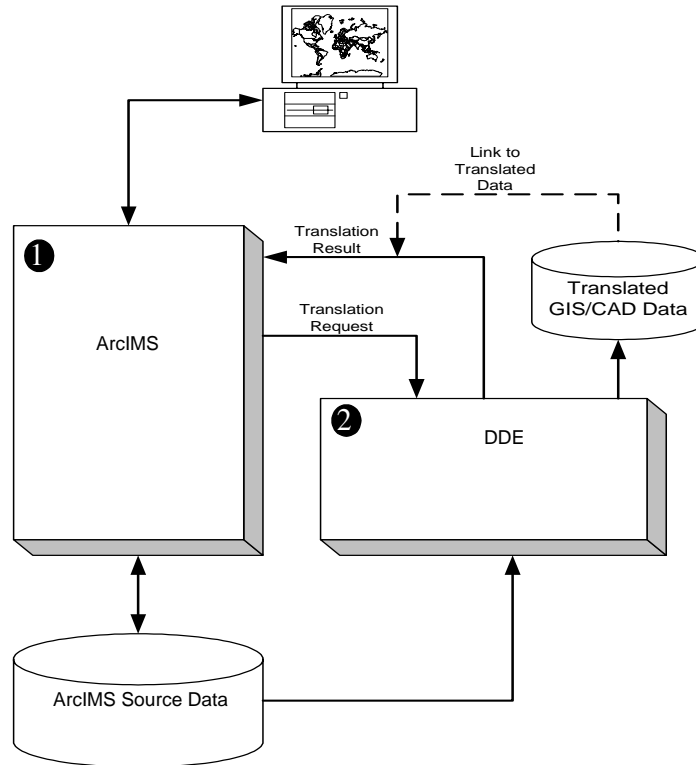 Link to
Translated
Data
Translation
Result
1
Translated
GIS/CAD Data
Translation
Request
ArcIMS
2
DDE
ArcIMS Source Data